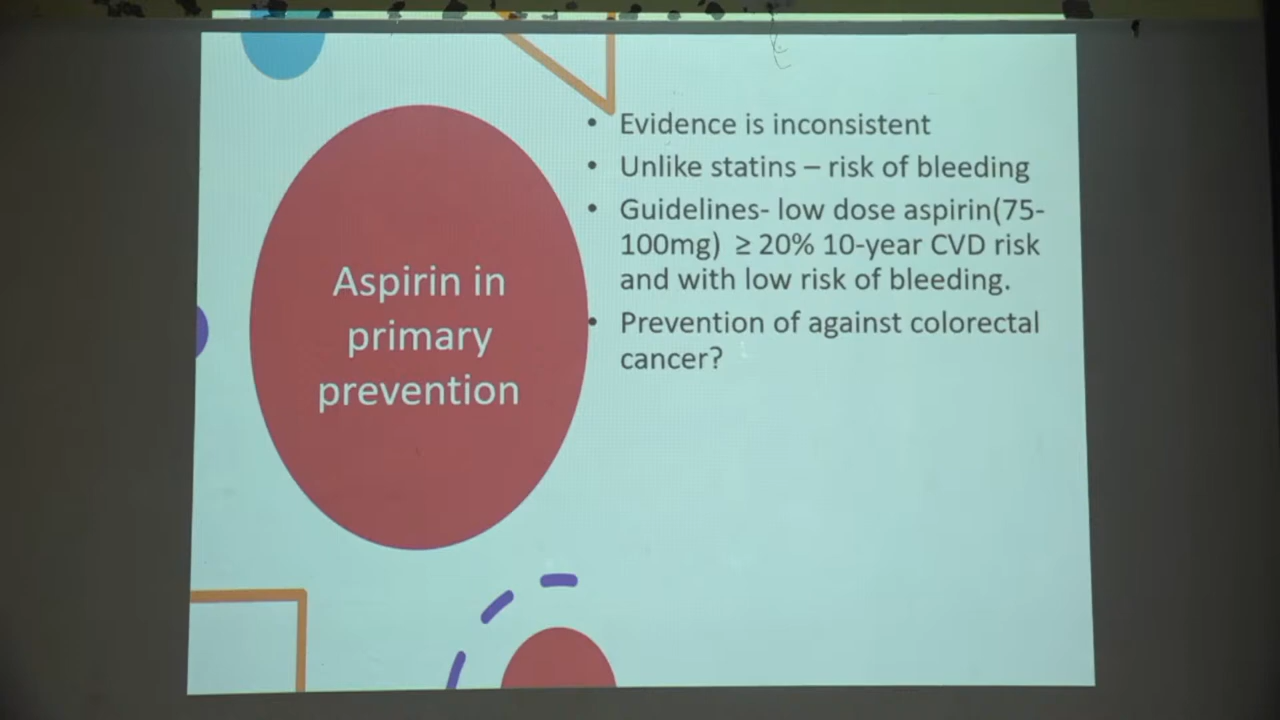 Aspirin in
primary
prevention
• Evidence is inconsistent
• Unlike statins – risk of bleeding
• Guidelines- low dose aspirin(75-
100mg) ≥ 20% 10-year CVD risk
and with low risk of bleeding.
• Prevention of against colorectal
cancer?